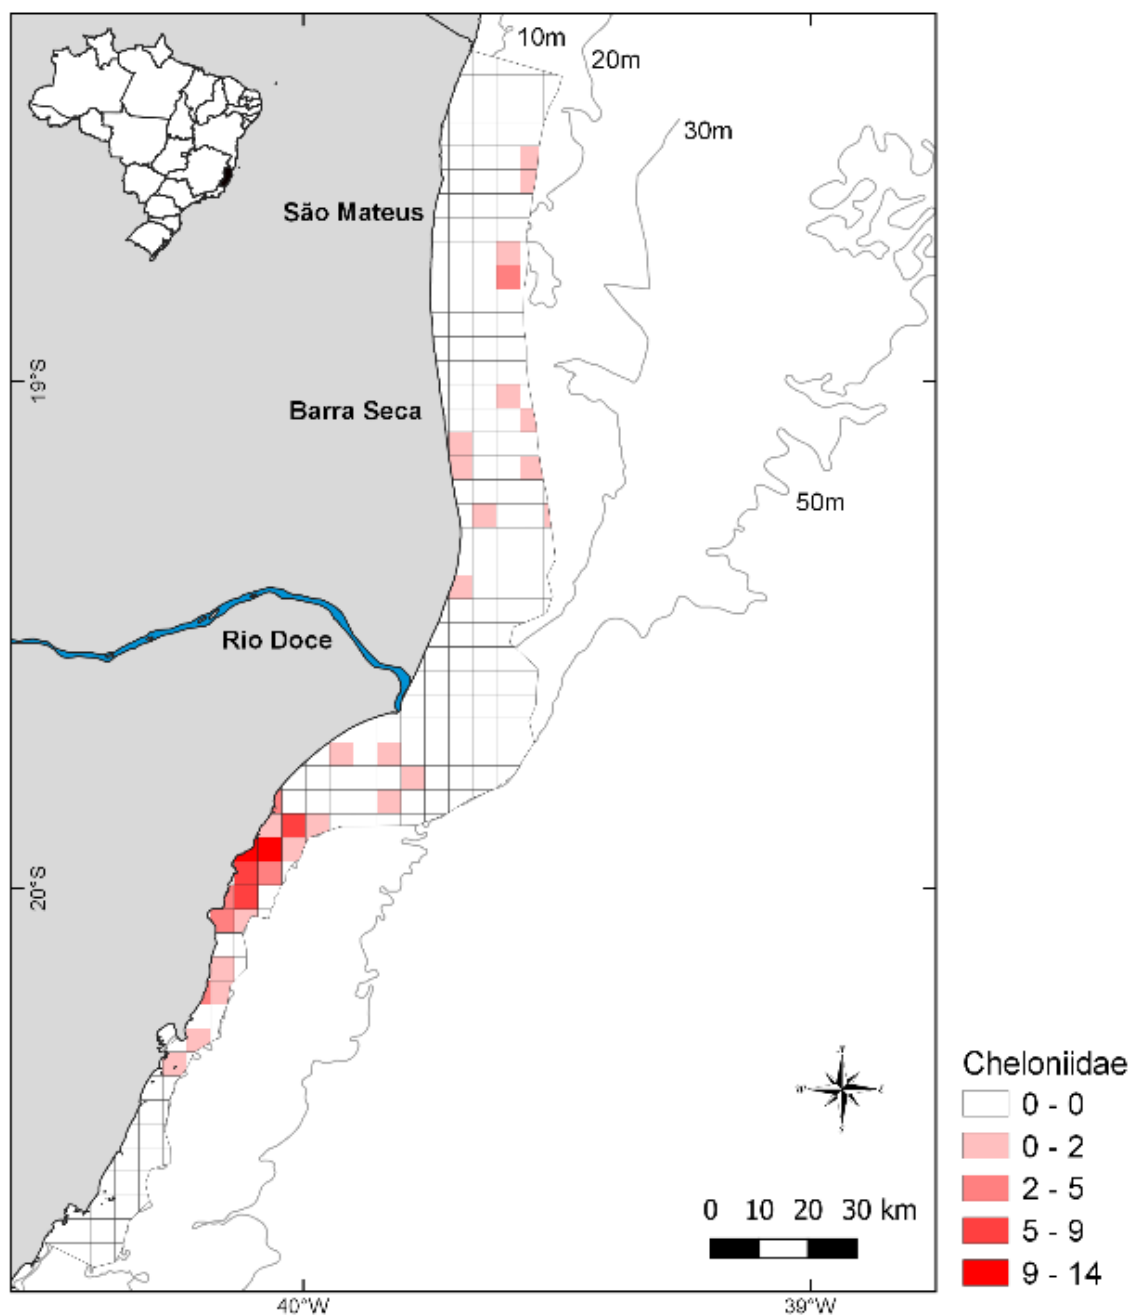 10m
20m
30m
São Mateus
19°S
Barra Seca
50m
Rio Doce
20°S
N
W
E
S
Cheloniidae
0 - 0
0 - 2
2 - 5
5 - 9
9 - 14
0 10 20 30 km
40°W
39°W